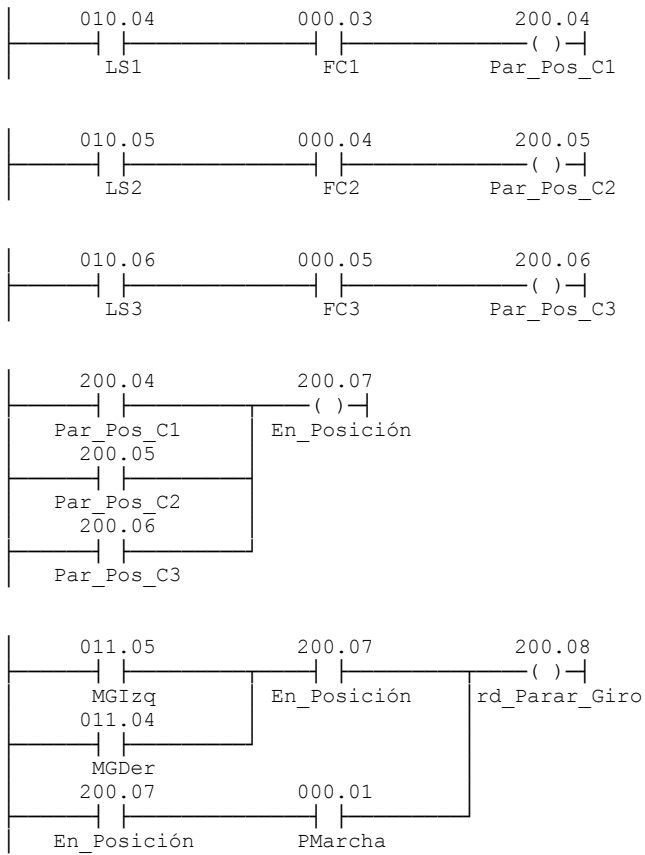 010.04 000.03 200.04
LS1 FC1 Par_Pos_C1
010.05 000.04 200.05
LS2 FC2 Par_Pos_C2
010.06 000.05 200.06
LS3 FC3 Par_Pos_C3
200.04 200.07
Par_Pos_C1 En_Posición
200.05
Par_Pos_C2
200.06
Par_Pos_C3
011.05 200.07 200.08
MGIzq En_Posición rd_Parar_Giro
011.04
MGDer
200.07 000.01
En_Posición PMarcha